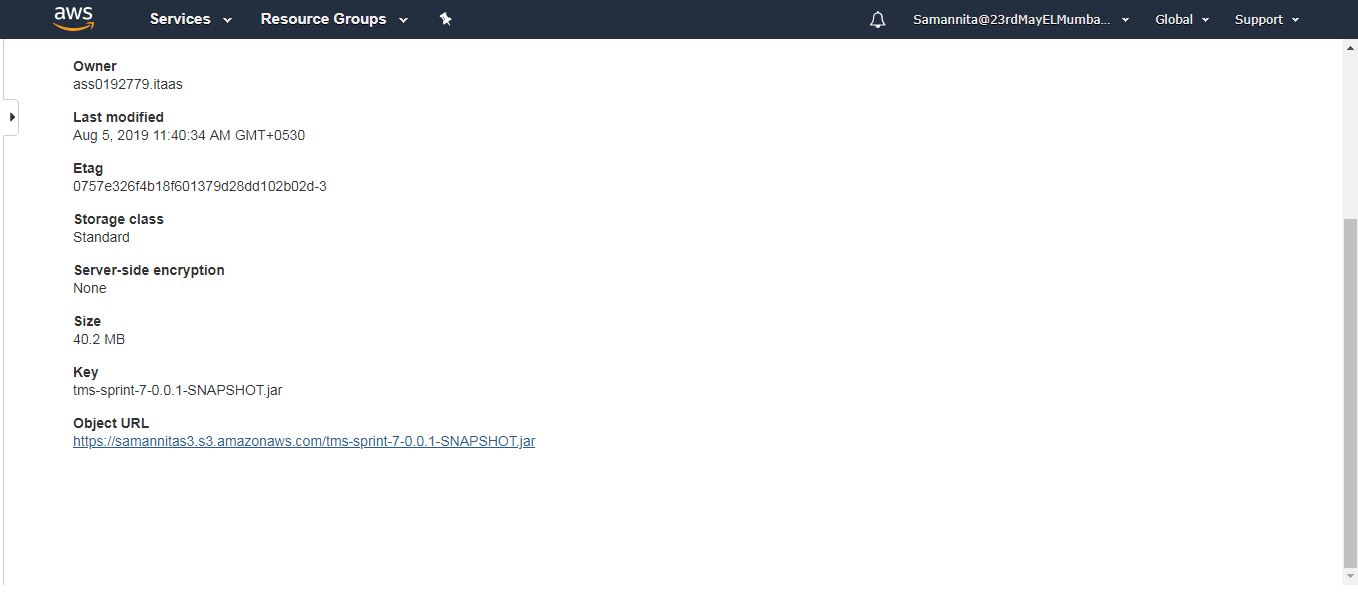 aws Services Resource Groups Samannita@23rdMayELMumba... Global Support
Owner
ass0192779.itaas
Last modified
Aug 5, 2019 11:40:34 AM GMT+0530
Etag
0757e326f4b18f601379d28dd102b02d-3
Storage class
Standard
Server-side encryption
None
Size
40.2 MB
Key
tms-sprint-7-0.0.1-SNAPSHOT.jar
Object URL
https://samannitas3.s3.amazonaws.com/tms-sprint-7-0.0.1-SNAPSHOT.jar